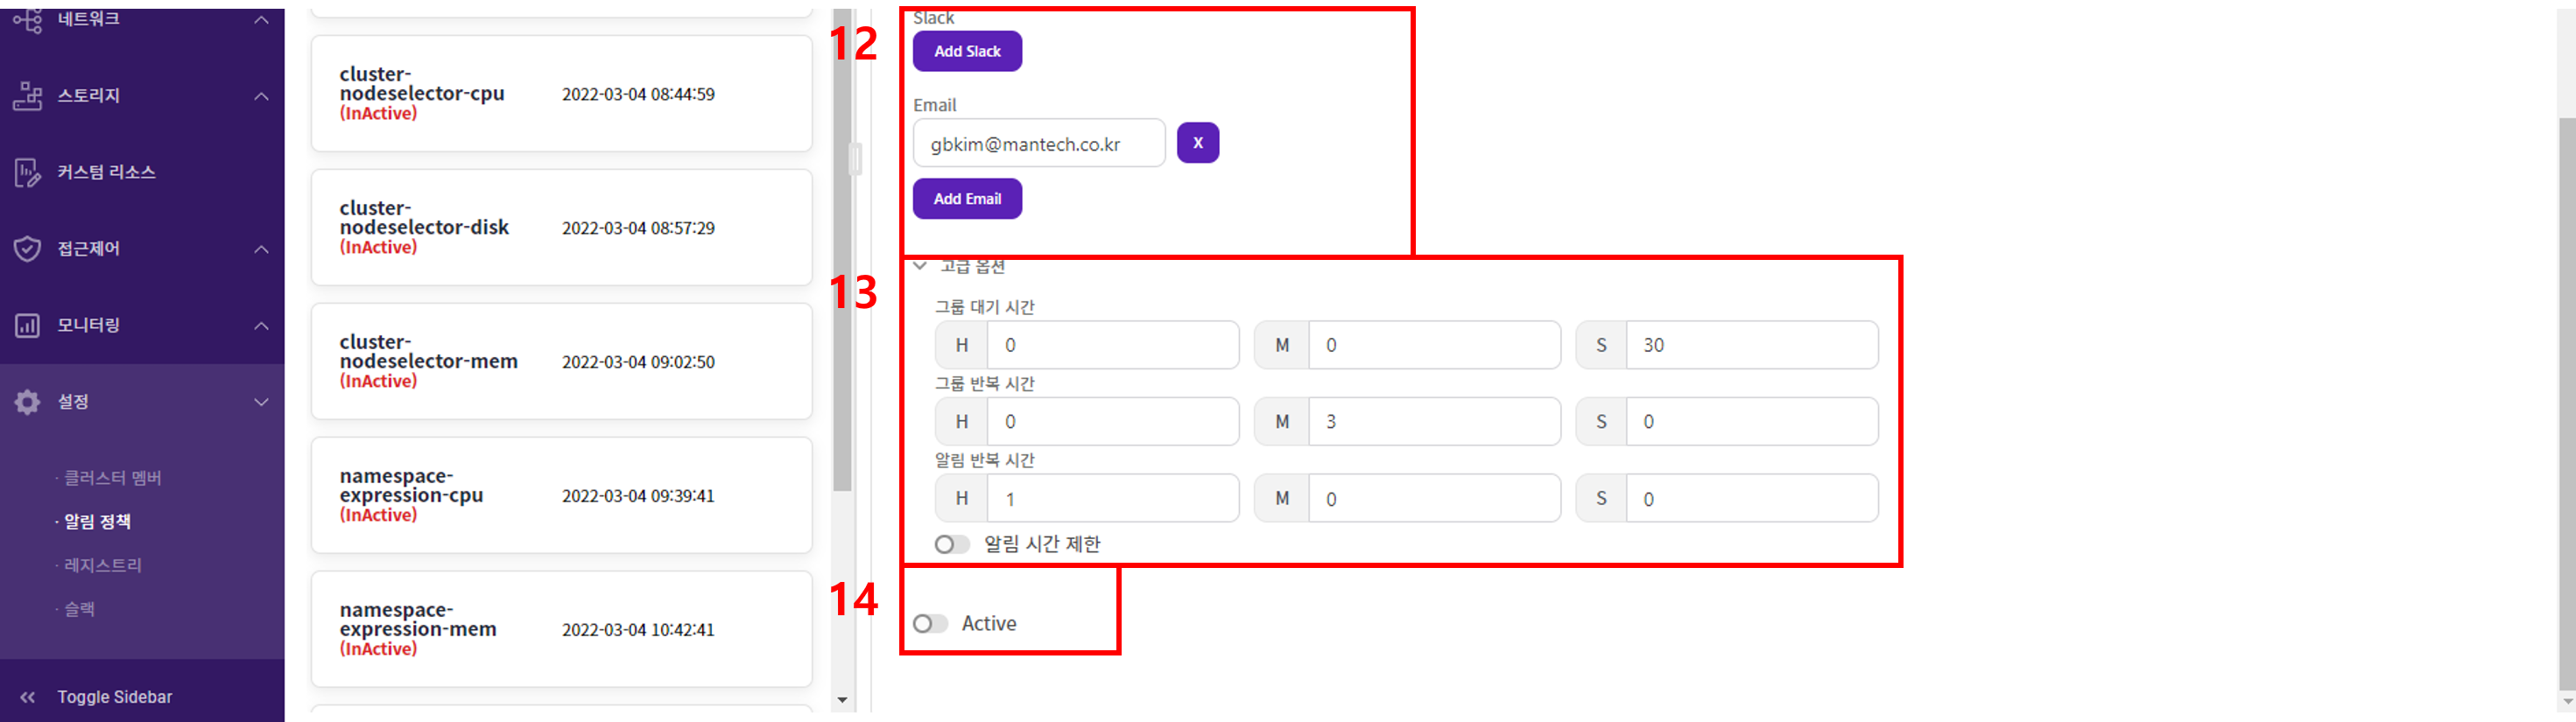 네트워크
스토리지
커스텀 리소스
접근제어
모니터링
설정
· 클러스터 멤버
· 알림 정책
· 레지스트리
· 슬랙
Toggle Sidebar
cluster-
nodeselector-cpu
(InActive)
2022-03-04 08:44:59
cluster-
nodeselector-disk
(InActive)
2022-03-04 08:57:29
cluster-
nodeselector-mem
(InActive)
2022-03-04 09:02:50
namespace-
expression-cpu
(InActive)
2022-03-04 09:39:41
namespace-
expression-mem
(InActive)
2022-03-04 10:42:41
12
Slack
Add Slack
Email
gbkim@mantech.co.kr X
Add Email
13
고급 옵션
그룹 대기 시간
H 0 M 0 S 30
그룹 반복 시간
H 0 M 3 S 0
알림 반복 시간
H 1 M 0 S 0
알림 시간 제한
14
Active